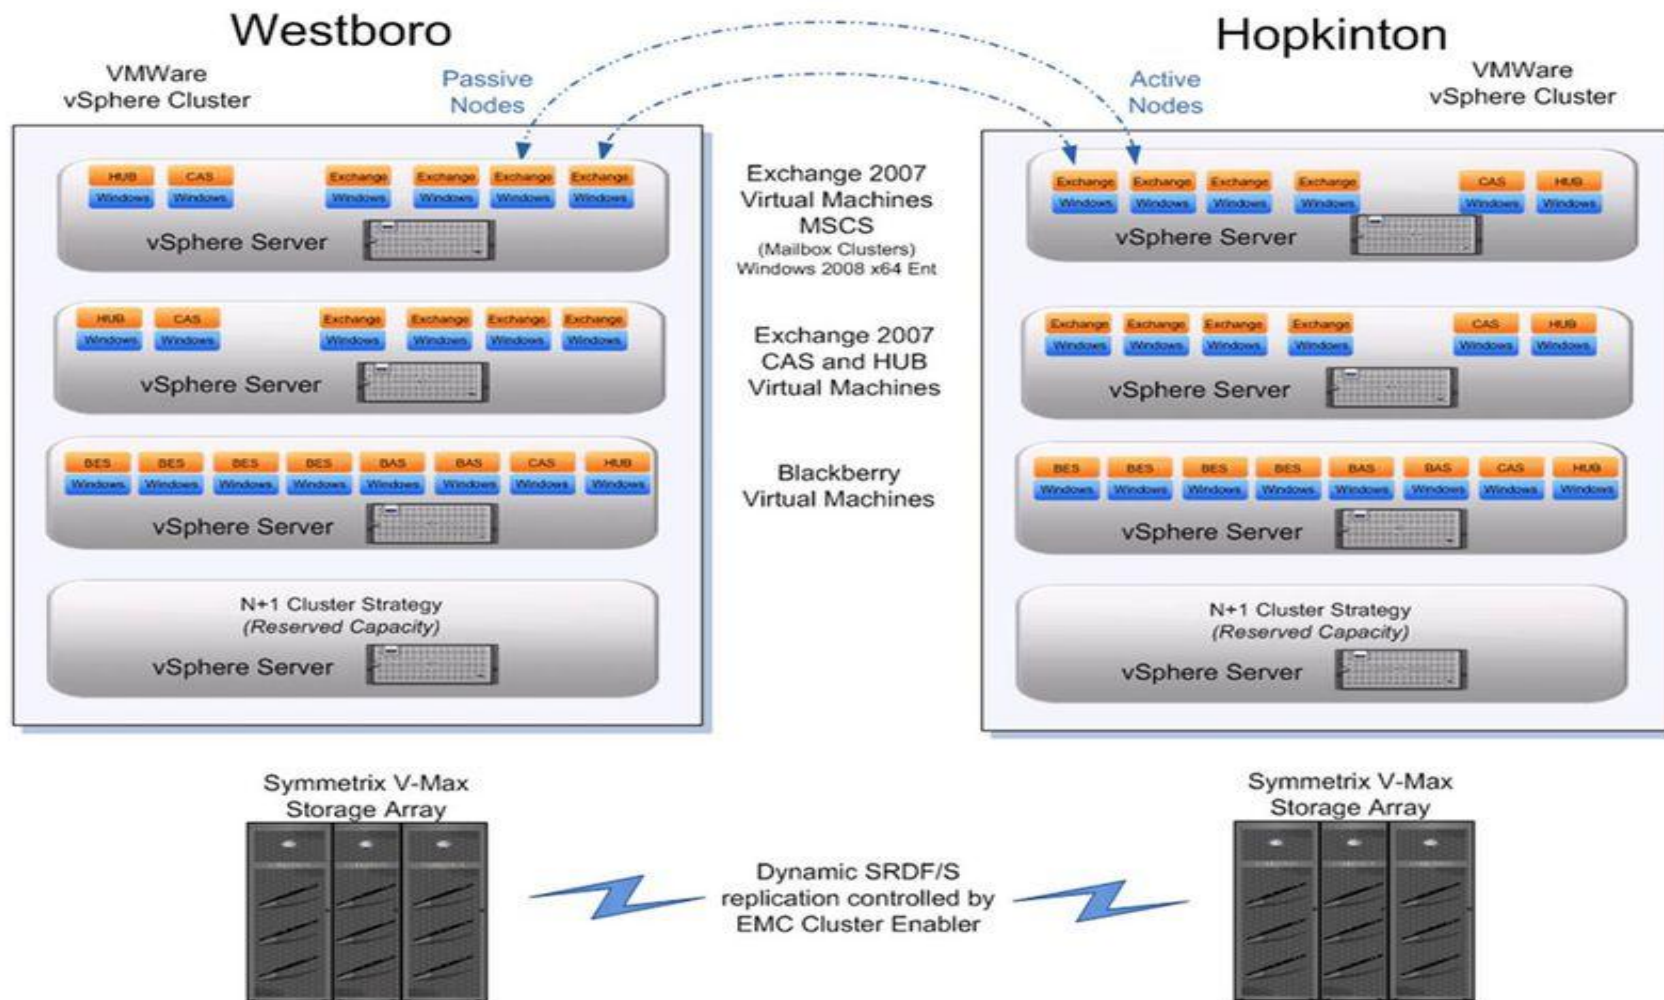 Westboro
Hopkinton
VMWare
vSphere Cluster
Passive
Nodes
Active
Nodes
VMWare
vSphere Cluster
HUB CAS Exchange Exchange Exchange Exchange
Windows Windows Windows Windows Windows Windows
vSphere Server
Exchange 2007
Virtual Machines
MSCS
(Mailbox Clusters)
Windows 2008 x64 Ent
Exchange Exchange Exchange Exchange CAS HUB
Windows Windows Windows Windows Windows Windows
vSphere Server
HUB CAS Exchange Exchange Exchange Exchange
Windows Windows Windows Windows Windows Windows
vSphere Server
Exchange 2007
CAS and HUB
Virtual Machines
Exchange Exchange Exchange Exchange CAS HUB
Windows Windows Windows Windows Windows Windows
vSphere Server
BES BES BES BES BAS BAS CAS HUB
Windows Windows Windows Windows Windows Windows Windows Windows
vSphere Server
Blackberry
Virtual Machines
BES BES BES BES BAS BAS CAS HUB
Windows Windows Windows Windows Windows Windows Windows Windows
vSphere Server
N+1 Cluster Strategy
(Reserved Capacity)
vSphere Server
N+1 Cluster Strategy
(Reserved Capacity)
vSphere Server
Symmetrix V-Max
Storage Array
Symmetrix V-Max
Storage Array
Dynamic SRDF/S
replication controlled by
EMC Cluster Enabler